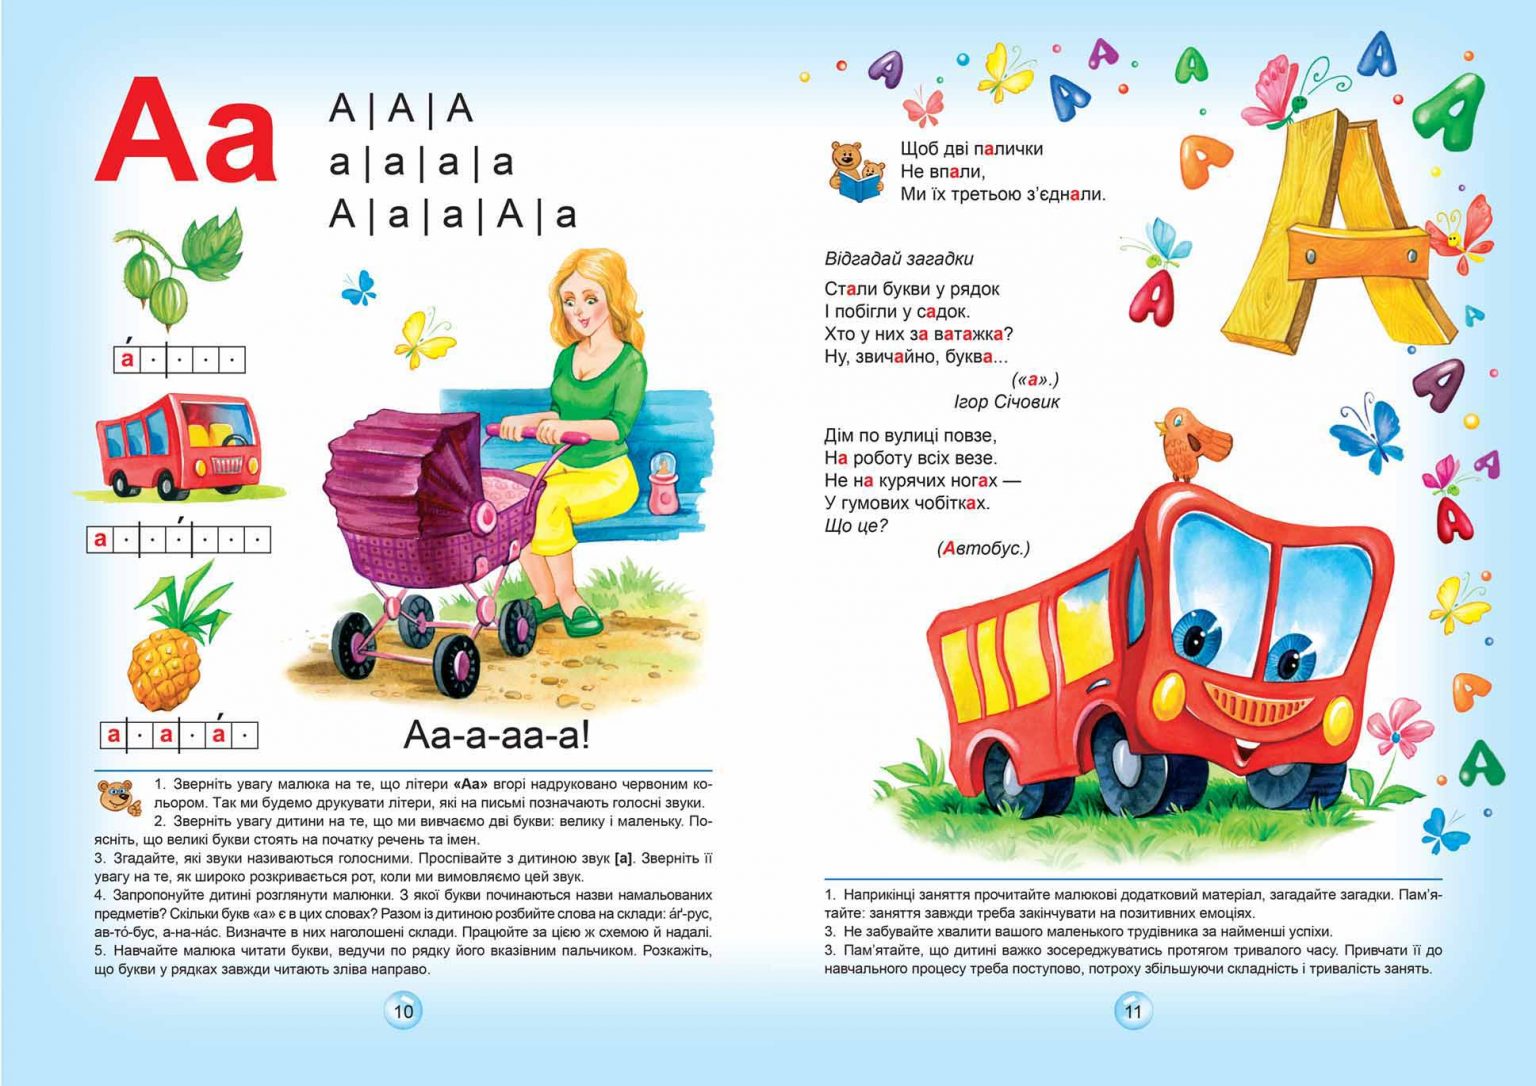 Аа
А | А | А
а | а | а | а
А | а | а | А | а
а
а
а а а
Аа-а-аа-а!
1. Зверніть увагу малюка на те, що літери «Аа» вгорі надруковано червоним ко-
льором. Так ми будемо друкувати літери, які на письмі позначають голосні звуки.
2. Зверніть увагу дитини на те, що ми вивчаємо дві букви: велику і маленьку. По-
ясніть, що великі букви стоять на початку речень та імен.
3. Згадайте, які звуки називаються голосними. Проспівайте з дитиною звук [а]. Зверніть її
увагу на те, як широко розкривається рот, коли ми вимовляємо цей звук.
4. Запропонуйте дитині розглянути малюнки. З якої букви починаються назви намальованих
предметів? Скільки букв «а» є в цих словах? Разом із дитиною розбийте слова на склади: а́ґ-рус,
ав-то́-бус, а-на-на́с. Визначте в них наголошені склади. Працюйте за цією ж схемою й надалі.
5. Навчайте малюка читати букви, ведучи по рядку його вказівним пальчиком. Розкажіть,
що букви у рядках завжди читають зліва направо.
10
Щоб дві палички
Не впали,
Ми їх третьою з’єднали.
Відгадай загадки
Стали букви у рядок
І побігли у садок.
Хто у них за ватажка?
Ну, звичайно, буква...
(«а».)
Ігор Січовик
Дім по вулиці повзе,
На роботу всіх везе.
Не на курячих ногах —
У гумових чобітках.
Що це?
(Автобус.)
1. Наприкінці заняття прочитайте малюкові додатковий матеріал, загадайте загадки. Пам’я-
тайте: заняття завжди треба закінчувати на позитивних емоціях.
3. Не забувайте хвалити вашого маленького трудівника за найменші успіхи.
3. Пам’ятайте, що дитині важко зосереджуватись протягом тривалого часу. Привчати її до
навчального процесу треба поступово, потроху збільшуючи складність і тривалість занять.
11